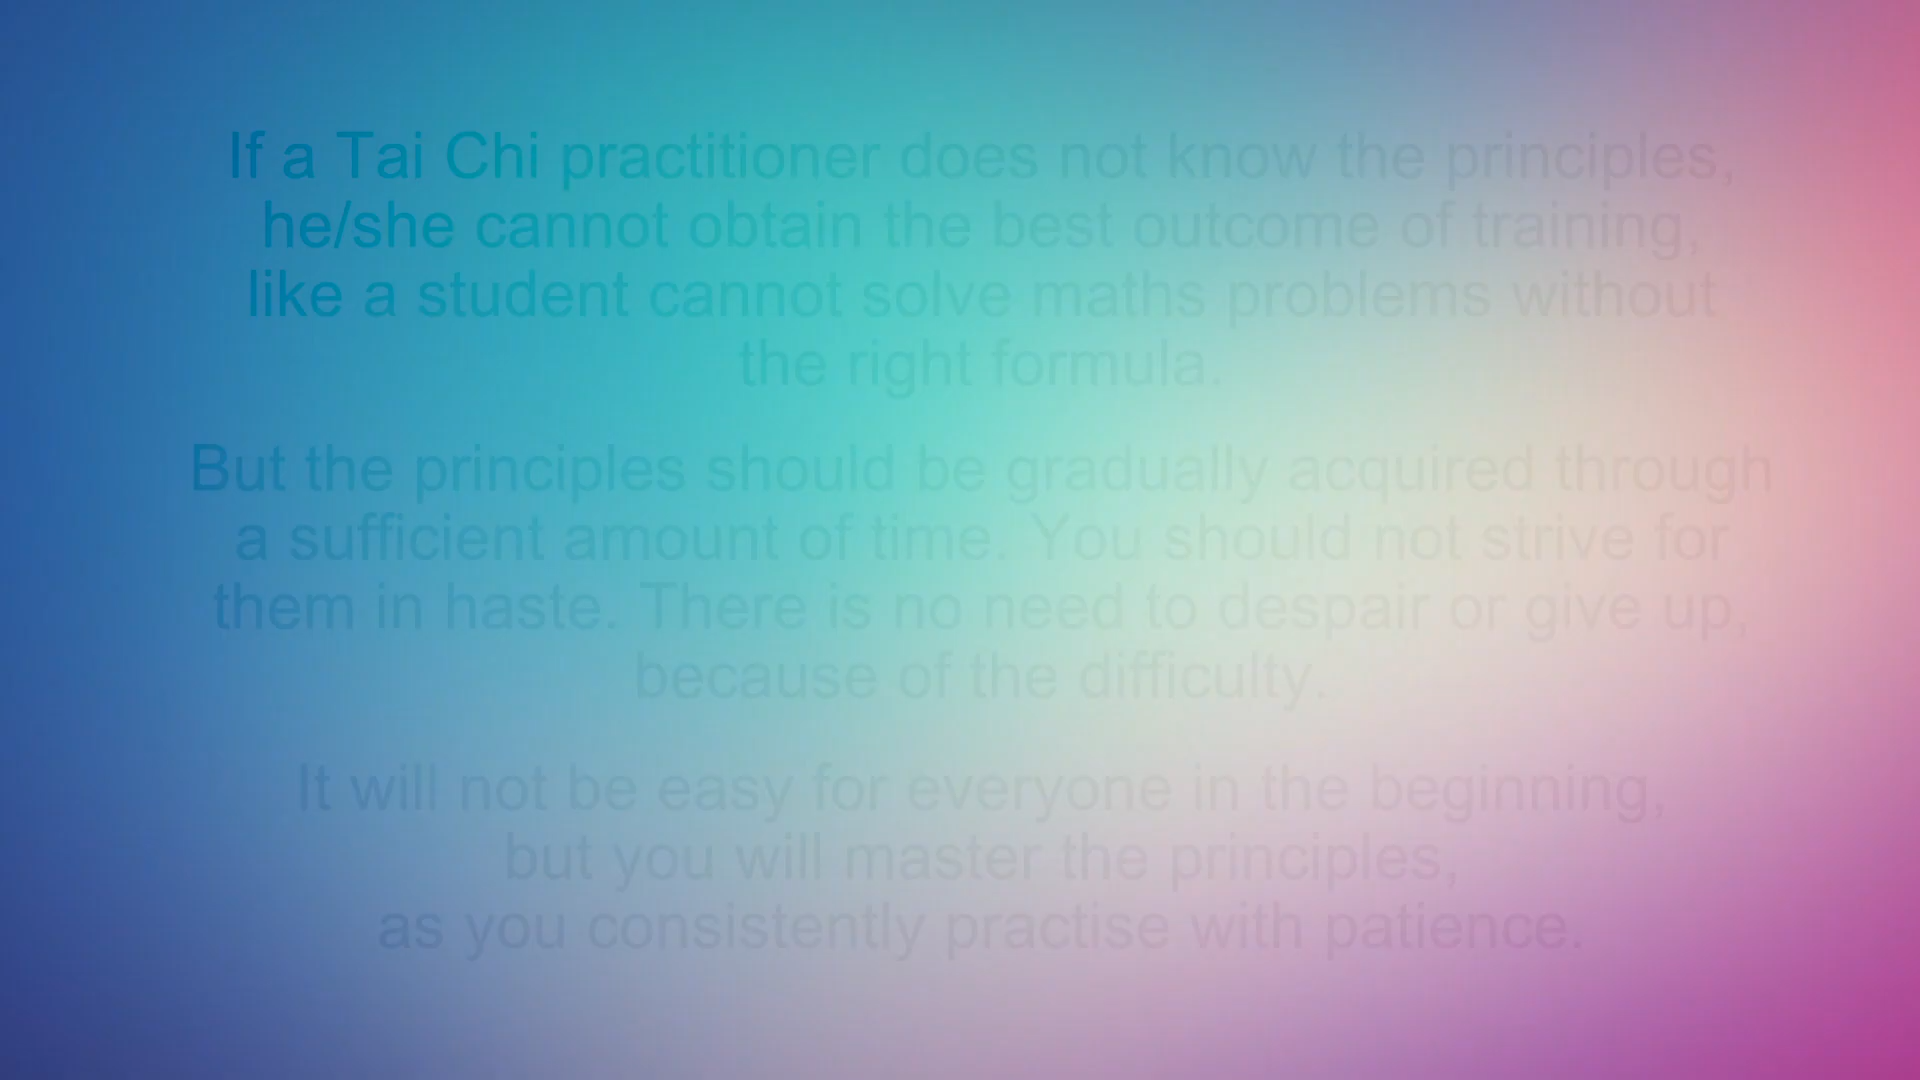 If a Tai Chi practitioner does not know the principles,
he/she cannot obtain the best outcome of training,
like a student cannot solve maths problems without
the right formula.
But the principles should be gradually acquired through
a sufficient amount of time. You should not strive for
them in haste. There is no need to despair or give up,
because of the difficulty.
It will not be easy for everyone in the beginning,
but you will master the principles,
as you consistently practise with patience.